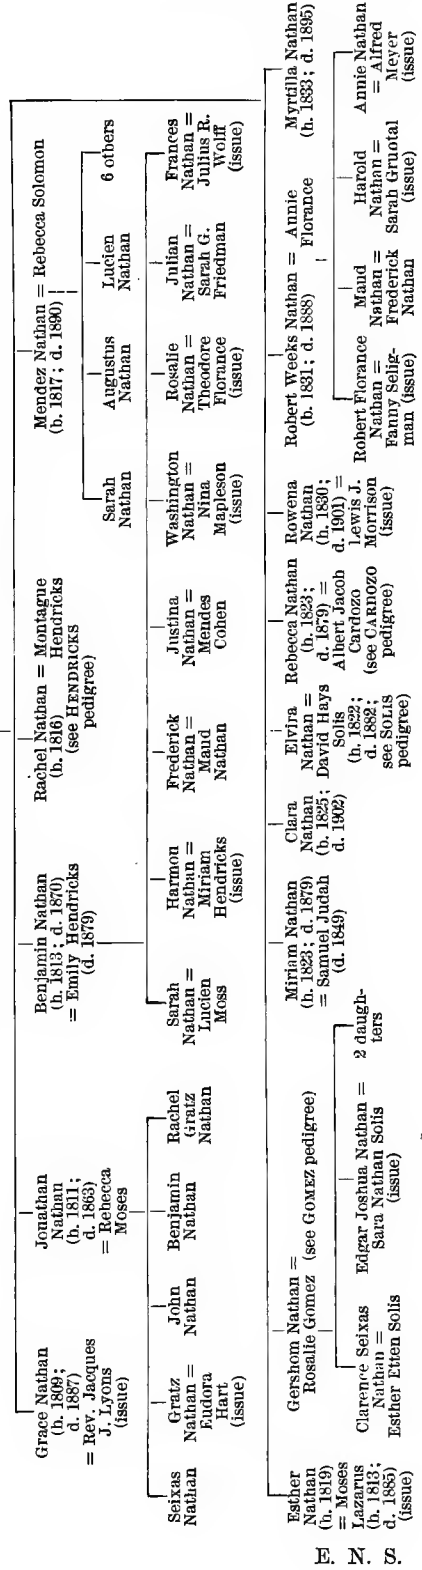 Grace Nathan
(b. 1809;
d. 1887)
= Rev. Jacques
J. Lyons
(issue)
Jonathan
Nathan
(b. 1811;
d. 1863)
= Rebecca
Moses
Benjamin Nathan
(b. 1813; d. 1870)
= Emily Hendricks
(d. 1879)
Rachel Nathan = Montague
(b. 1816) Hendricks
(see HENDRICKS
pedigree)
Mendez Nathan = Rebecca Solomon
(b. 1817; d. 1890)
Sarah
Nathan
Augustus
Nathan
Lucien
Nathan
6 others
Seixas
Nathan
Gratz
Nathan =
Eudora
Hart
(issue)
John
Nathan
Benjamin
Nathan
Rachel
Gratz
Nathan
Sarah
Nathan =
Lucien
Moss
Harmon
Nathan =
Miriam
Hendricks
(issue)
Frederick
Nathan =
Maud
Nathan
Justina
Nathan =
Mendes
Cohen
Washington
Nathan =
Nina
Mapleson
(issue)
Rosalie
Nathan =
Theodore
Florance
(issue)
Julian
Nathan =
Sarah G.
Friedman
Frances
Nathan =
Julius R.
Wolff
(issue)
Esther
Nathan
(b. 1819)
= Moses
Lazarus
(b. 1813;
d. 1885)
(issue)
Gershom Nathan = (see GOMEZ pedigree)
Rosalie Gomez
Miriam Nathan
(b. 1823; d. 1879)
= Samuel Judah
(d. 1849)
Clara
Nathan
(b. 1825;
d. 1902)
Elvira
Nathan =
David Hays
Solis
(b. 1822;
d. 1882;
see SOLIS
pedigree)
Rebecca Nathan
(b. 1823;
d. 1879) =
Albert Jacob
Cardozo
(see CARDOZO
pedigree)
Rowena
Nathan
(b. 1830;
d. 1901) =
Lewis J.
Morrison
(issue)
Robert Weeks Nathan = Annie
(b. 1831; d. 1888) Florance
Myrtilla Nathan
(b. 1833; d. 1895)
Clarence Seixas
Nathan =
Esther Etten Solis
Edgar Joshua Nathan =
Sara Nathan Solis
(issue)
2 daugh-
ters
Robert Florance
Nathan =
Fanny Selig-
man (issue)
Maud
Nathan =
Frederick
Nathan
Harold
Nathan =
Sarah Gruotal
(issue)
Annie Nathan
= Alfred
Meyer
(issue)
E. N. S.